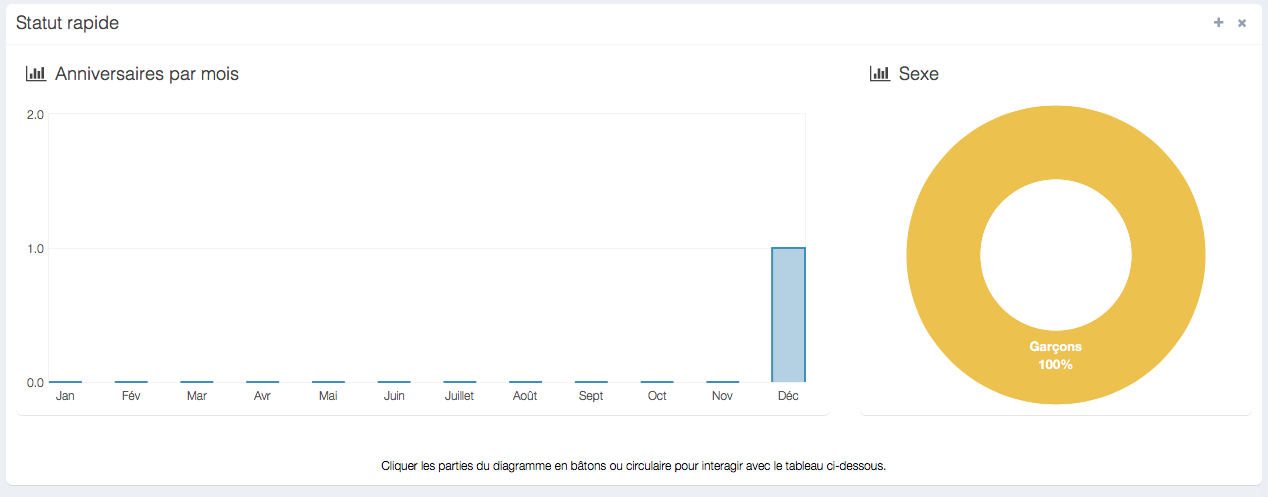 Statut rapide
Anniversaires par mois
2.0
1.0
0.0
Jan Fév Mar Avr Mai Juin Juillet Août Sept Oct Nov Déc
Sexe
Garçons
100%
Cliquer les parties du diagramme en bâtons ou circulaire pour interagir avec le tableau ci-dessous.